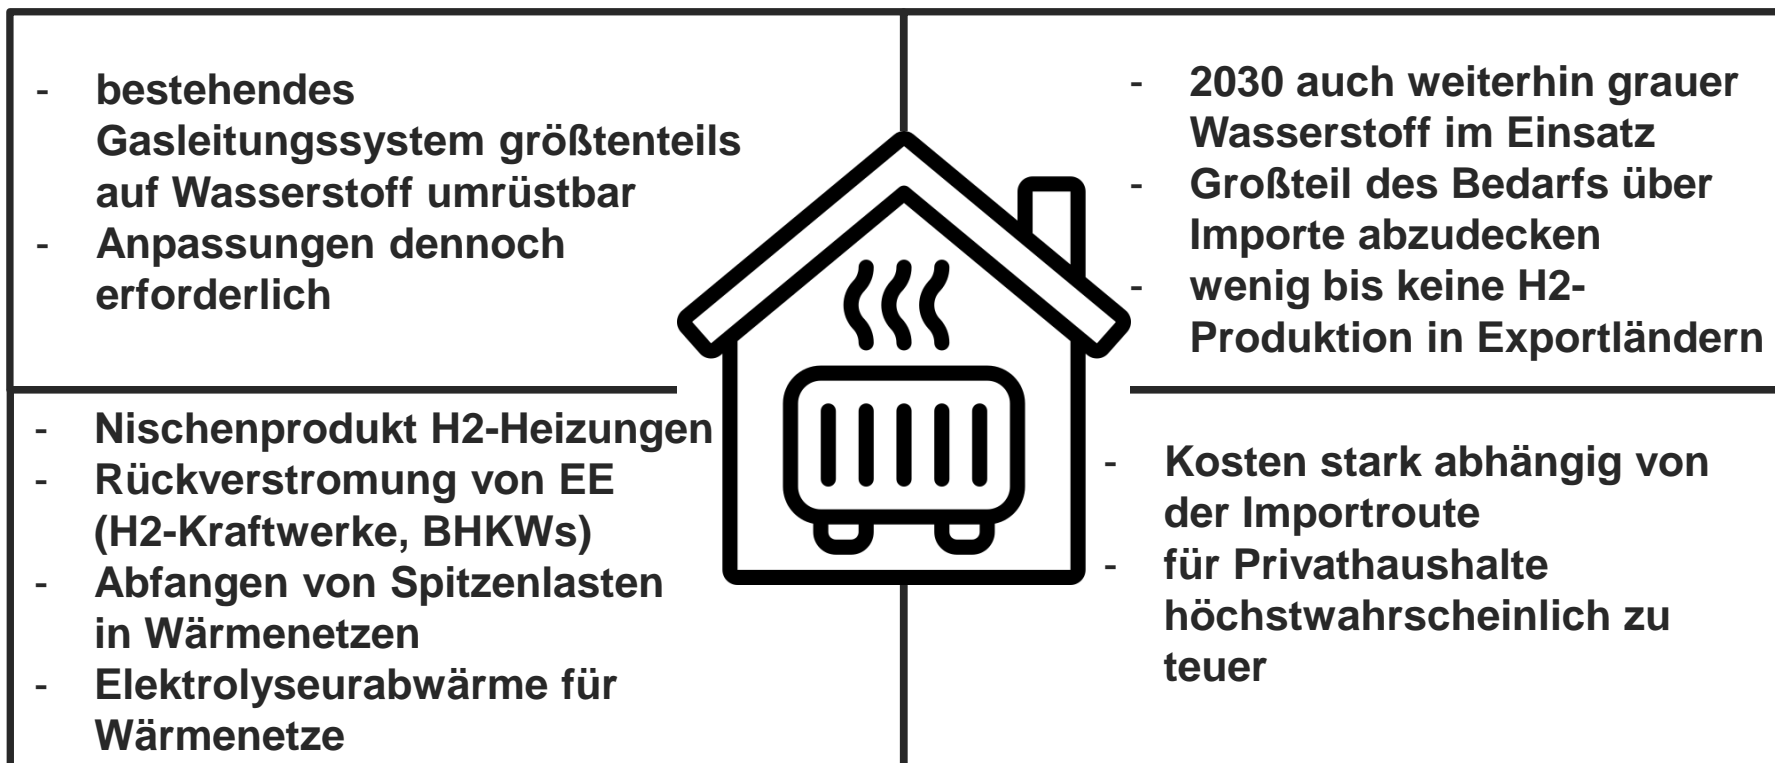 - bestehendes
Gasleitungssystem größtenteils
auf Wasserstoff umrüstbar
- Anpassungen dennoch
erforderlich
- 2030 auch weiterhin grauer
Wasserstoff im Einsatz
- Großteil des Bedarfs über
Importe abzudecken
- wenig bis keine H2-
Produktion in Exportländern
- Nischenprodukt H2-Heizungen
- Rückverstromung von EE
(H2-Kraftwerke, BHKWs)
- Abfangen von Spitzenlasten
in Wärmenetzen
- Elektrolyseurabwärme für
Wärmenetze
- Kosten stark abhängig von
der Importroute
- für Privathaushalte
höchstwahrscheinlich zu
teuer